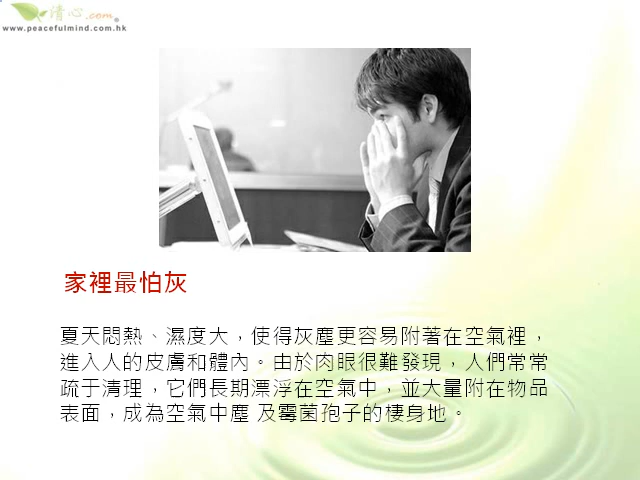 清心.com
www.peacefulmind.com.hk
家裡最怕灰
夏天悶熱、濕度大，使得灰塵更容易附著在空氣裡，
進入人的皮膚和體內。由於肉眼很難發現，人們常常
疏于清理，它們長期漂浮在空氣中，並大量附在物品
表面，成為空氣中塵 及霉菌孢子的棲身地。